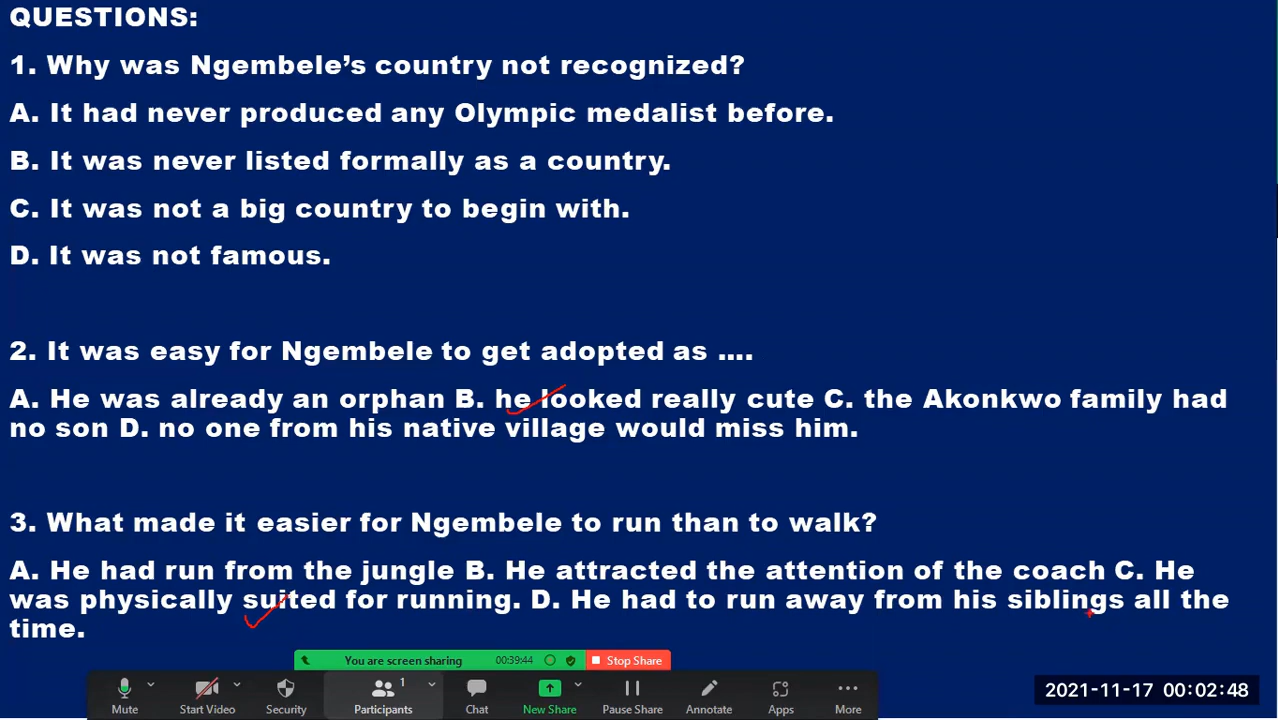 QUESTIONS:
1. Why was Ngembele’s country not recognized?
A. It had never produced any Olympic medalist before.
B. It was never listed formally as a country.
C. It was not a big country to begin with.
D. It was not famous.
2. It was easy for Ngembele to get adopted as ....
A. He was already an orphan B. he looked really cute C. the Akonkwo family had
no son D. no one from his native village would miss him.
3. What made it easier for Ngembele to run than to walk?
A. He had run from the jungle B. He attracted the attention of the coach C. He
was physically suited for running. D. He had to run away from his siblings all the
time.
You are screen sharing 00:39:44 Stop Share
1
Mute Start Video Security Participants Chat New Share Pause Share Annotate Apps More
2021-11-17 00:02:48